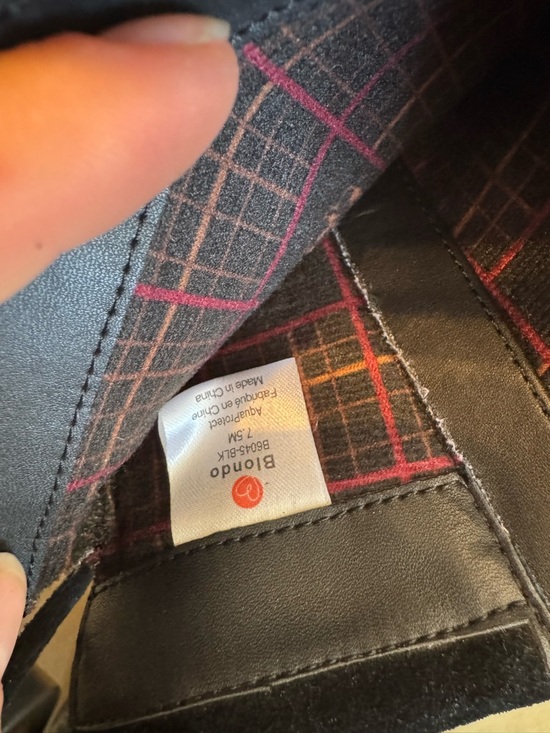 Blondo
B6045-BLK
7.5M
AquaProtect
Fabriqué en Chine
Made in China